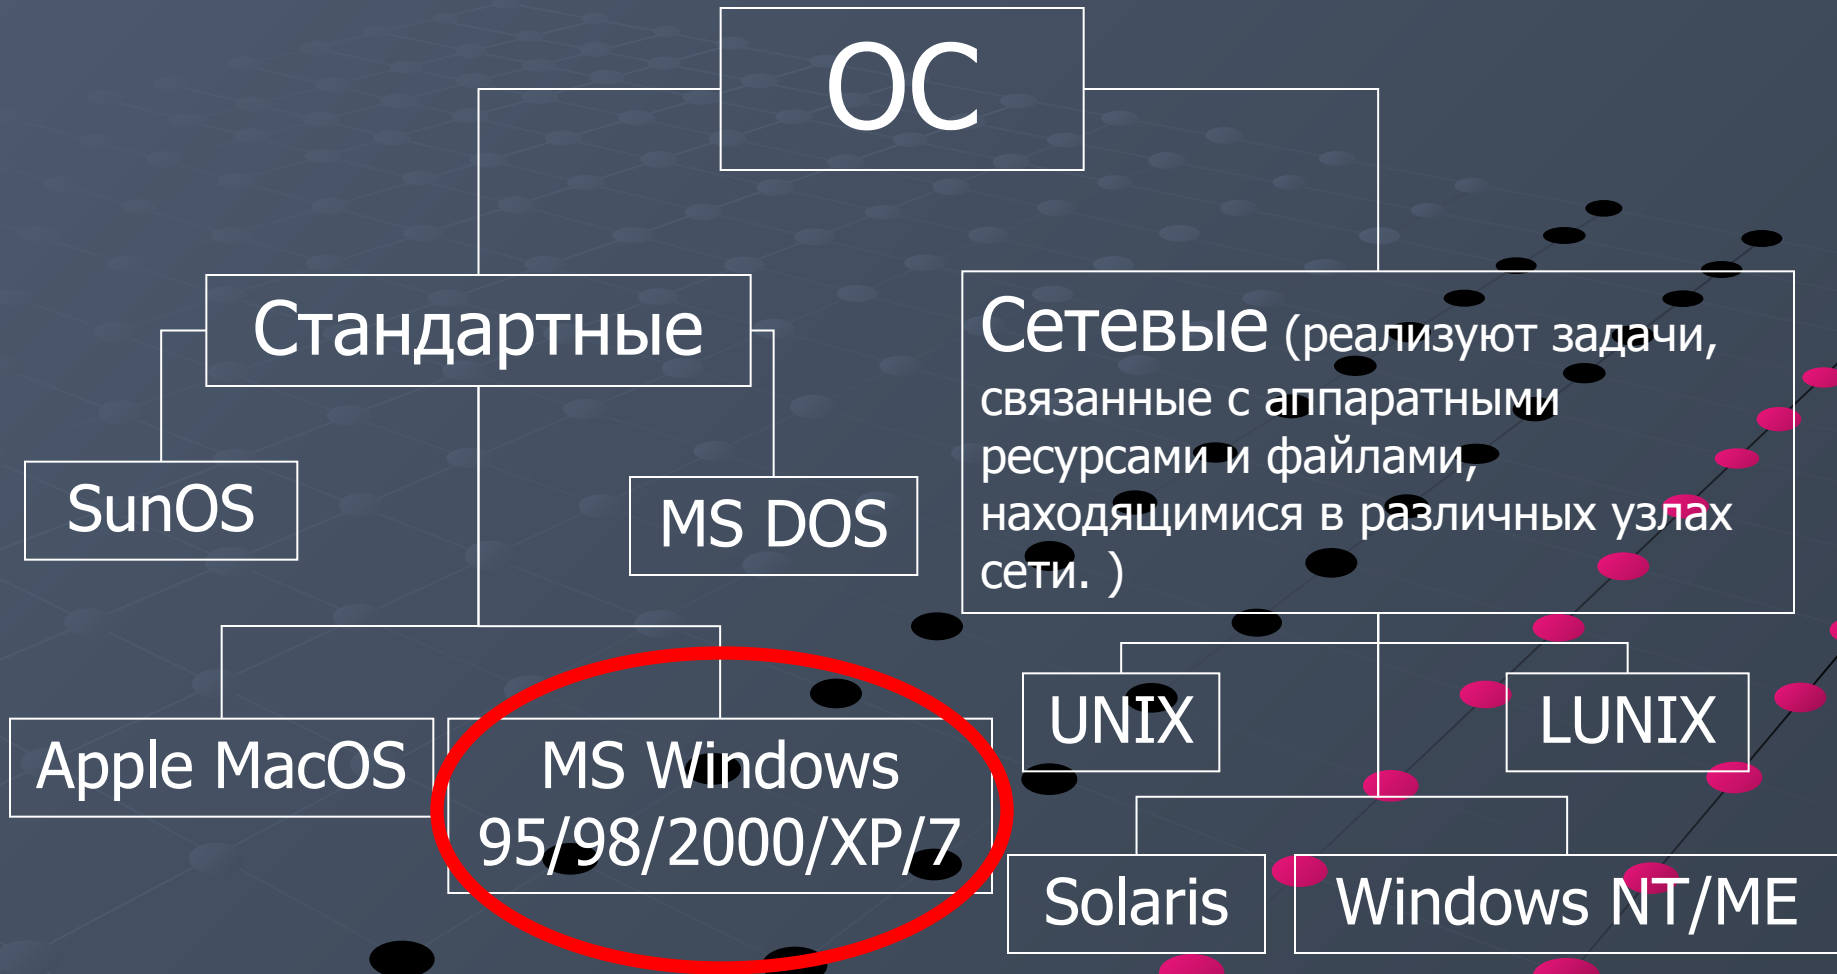 ОС
Стандартные
Сетевые (реализуют задачи,
связанные с аппаратными
ресурсами и файлами,
находящимися в различных узлах
сети. )
SunOS
MS DOS
Apple MacOS
MS Windows
95/98/2000/XP/7
UNIX
LUNIX
Solaris
Windows NT/ME